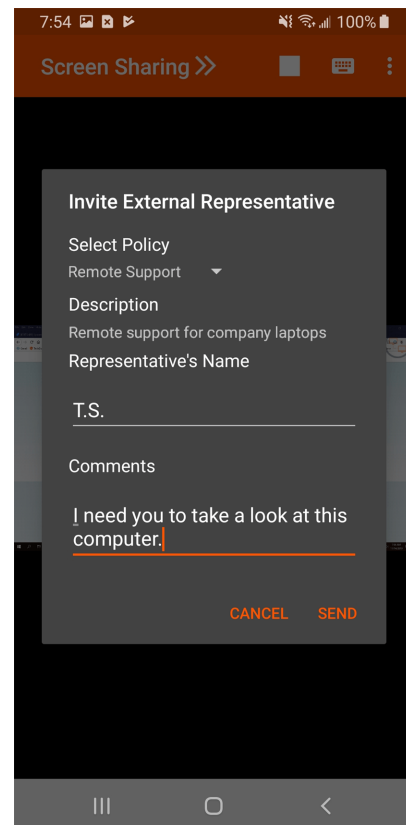 7:54 100%
Screen Sharing
Invite External Representative
Select Policy
Remote Support
Description
Remote support for company laptops
Representative's Name
T.S.
Comments
I need you to take a look at this
computer.
CANCEL SEND